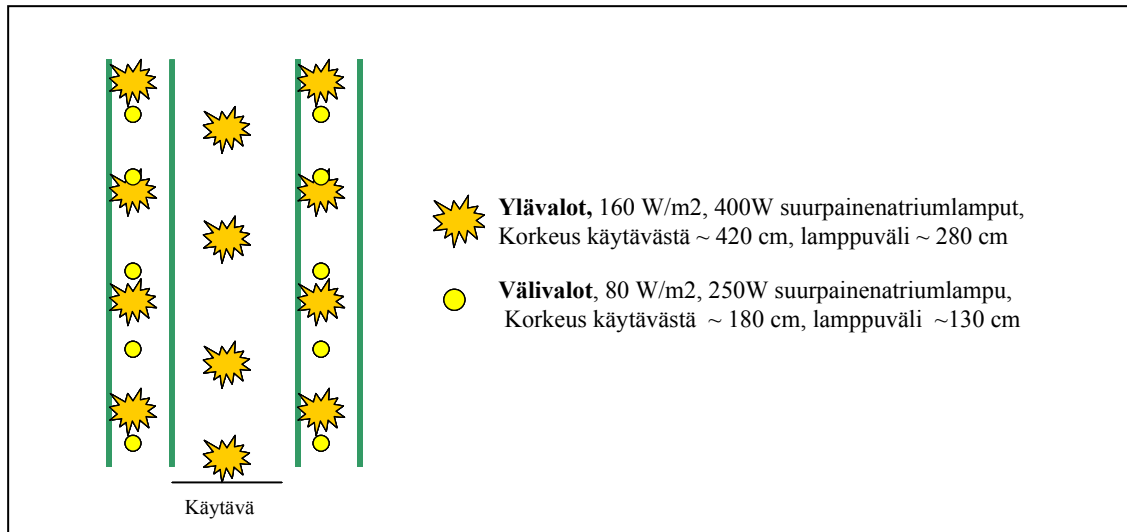 Ylävalot, 160 W/m2, 400W suurpainenatriumlamput,
Korkeus käytävästä ~ 420 cm, lamppuväli ~ 280 cm
Välivalot, 80 W/m2, 250W suurpainenatriumlampu,
Korkeus käytävästä ~ 180 cm, lamppuväli ~130 cm
Käytävä